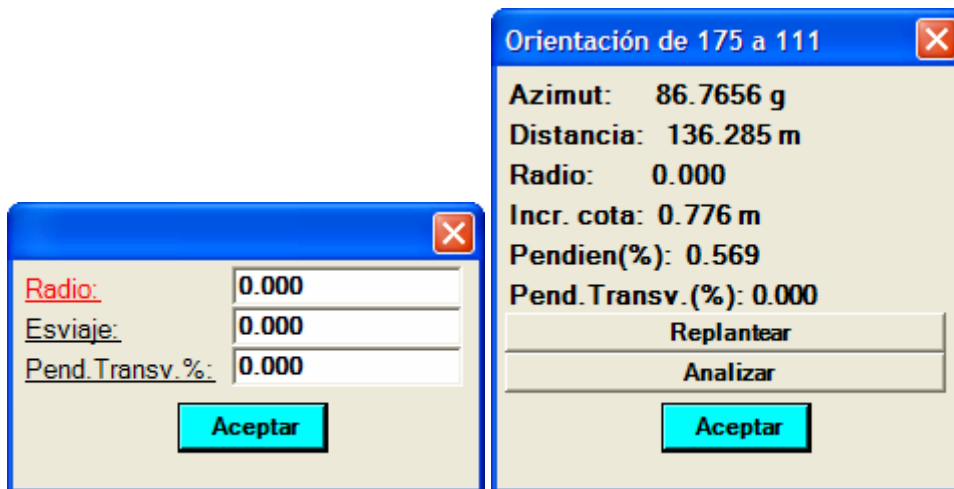 Radio: 0.000
Esviaje: 0.000
Pend.Transv.%: 0.000
Aceptar
Orientación de 175 a 111
Azimut: 86.7656 g
Distancia: 136.285 m
Radio: 0.000
Incr. cota: 0.776 m
Pendien(%): 0.569
Pend.Transv.(%): 0.000
Replantear
Analizar
Aceptar